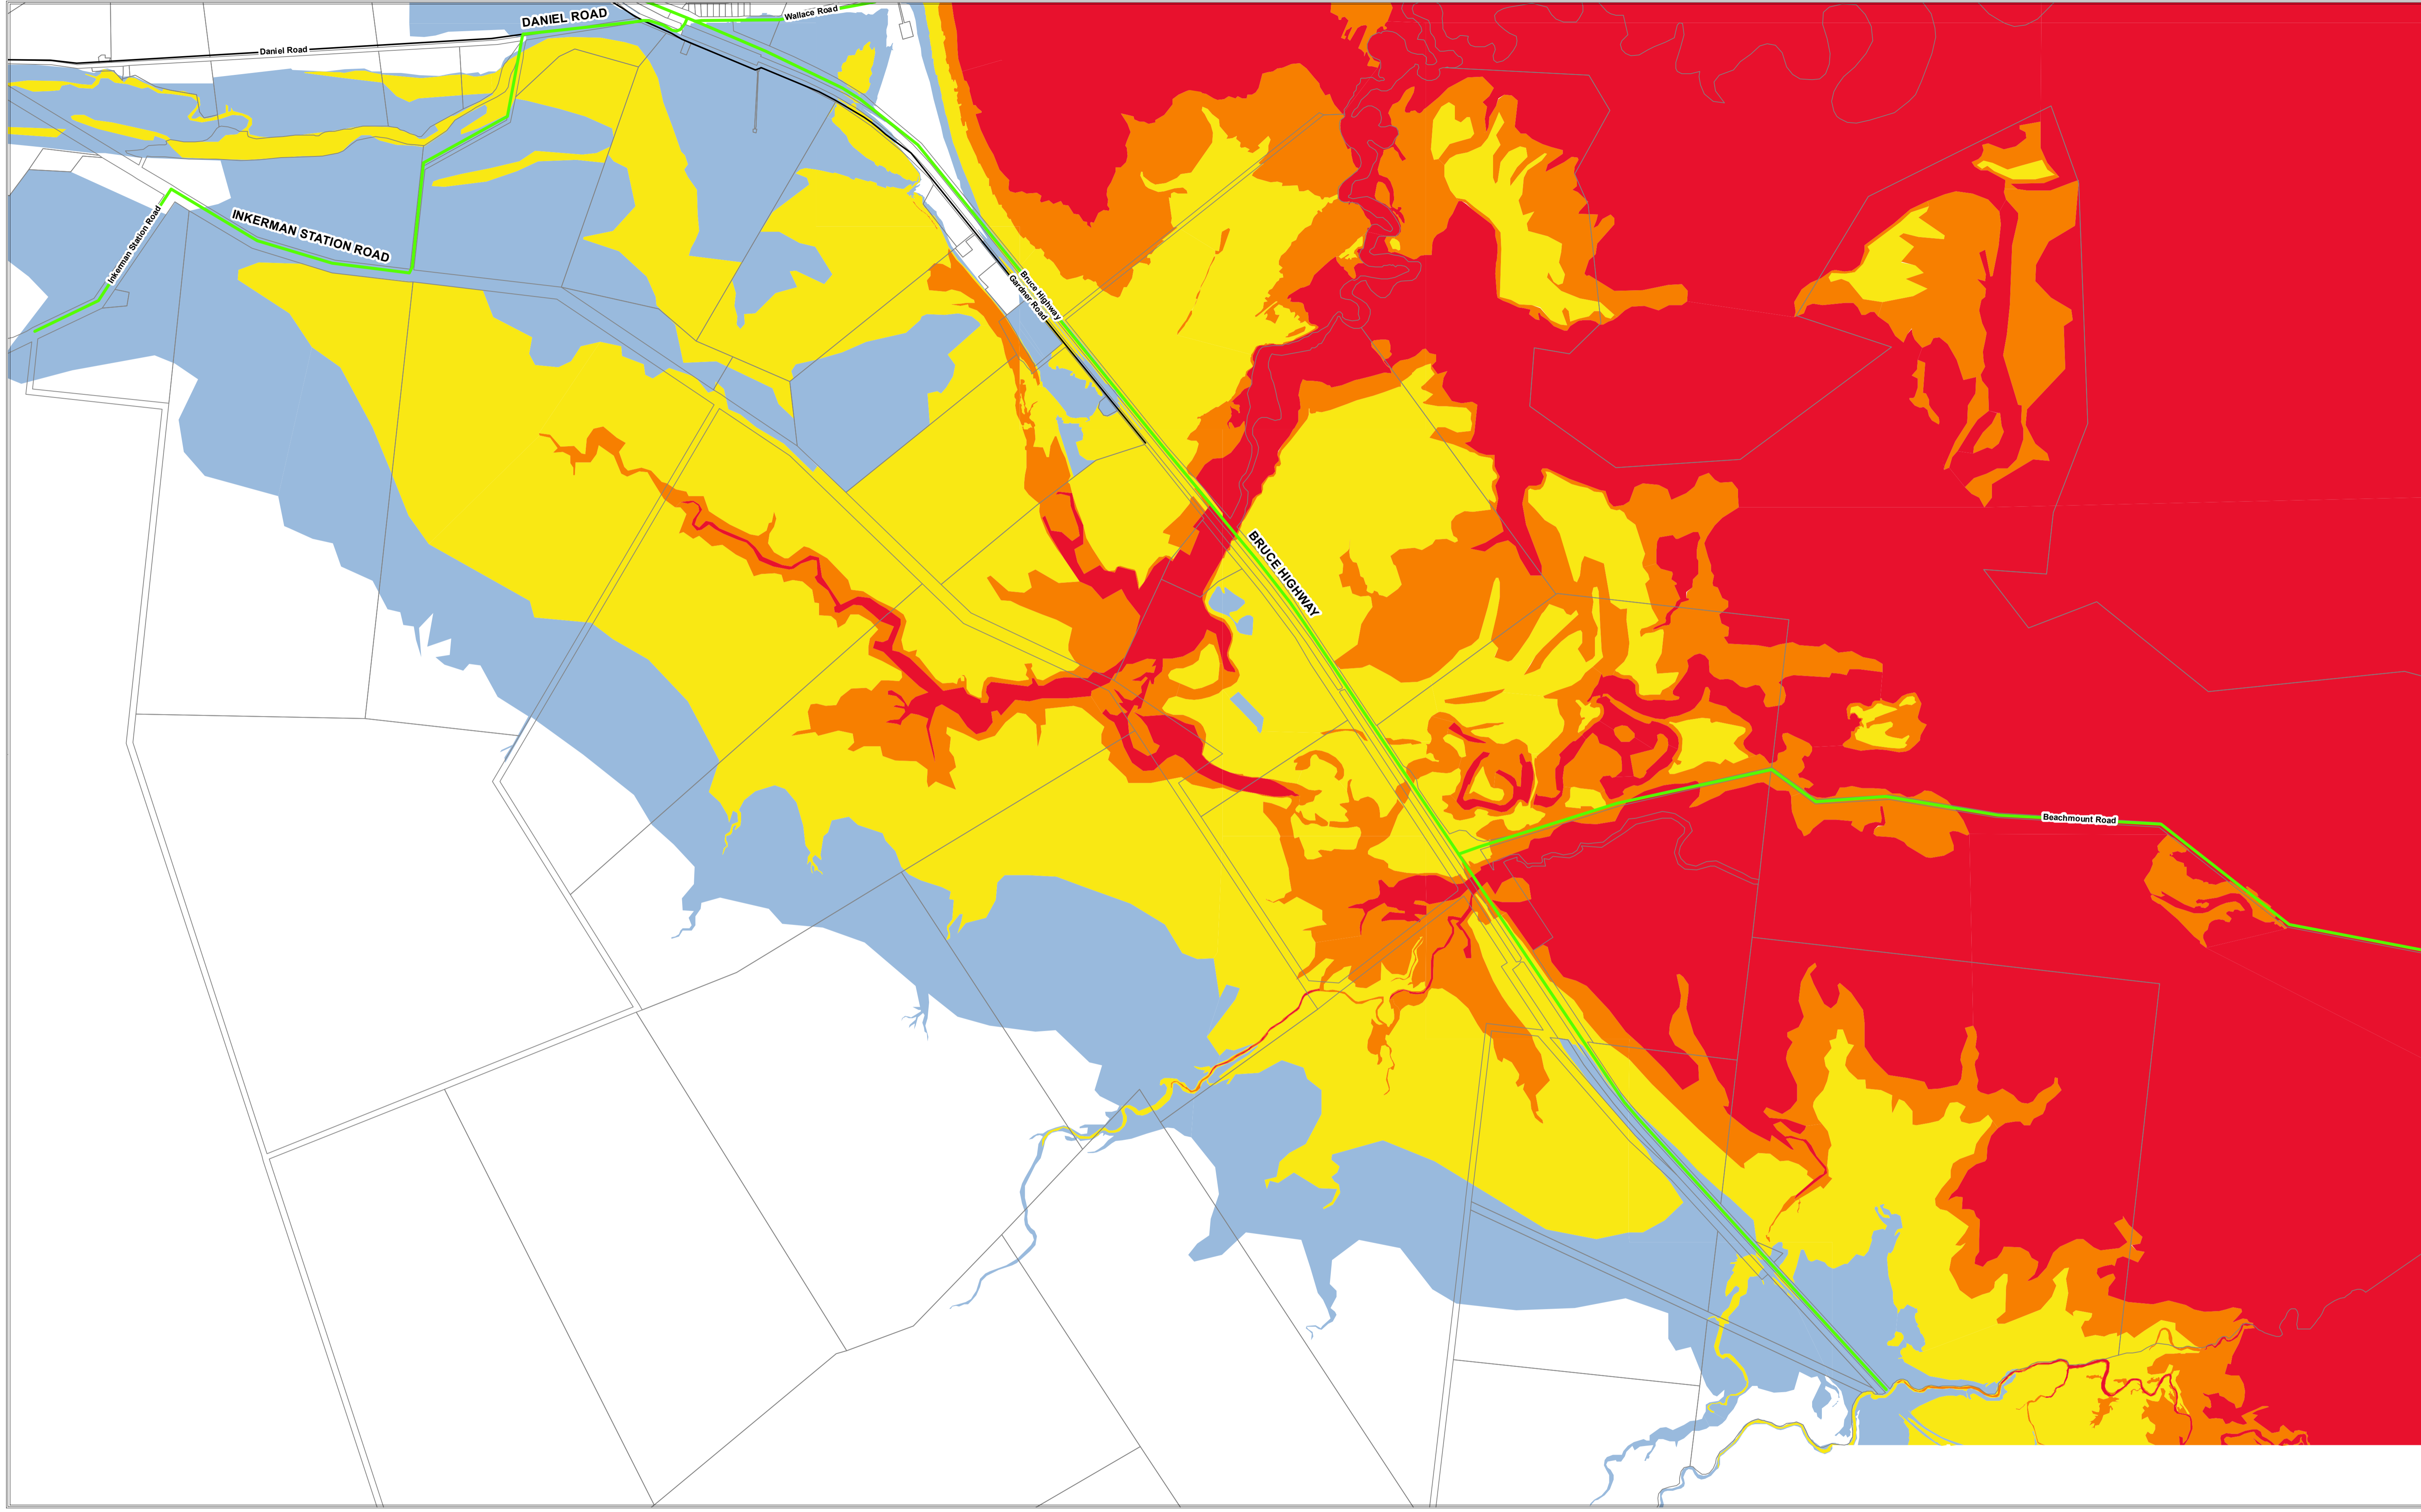 DANIEL ROAD
Wallace Road
Daniel Road
Inkerman Station Road
INKERMAN STATION ROAD
Bruce Highway
Gardner Road
BRUCE HIGHWAY
Beachmount Road